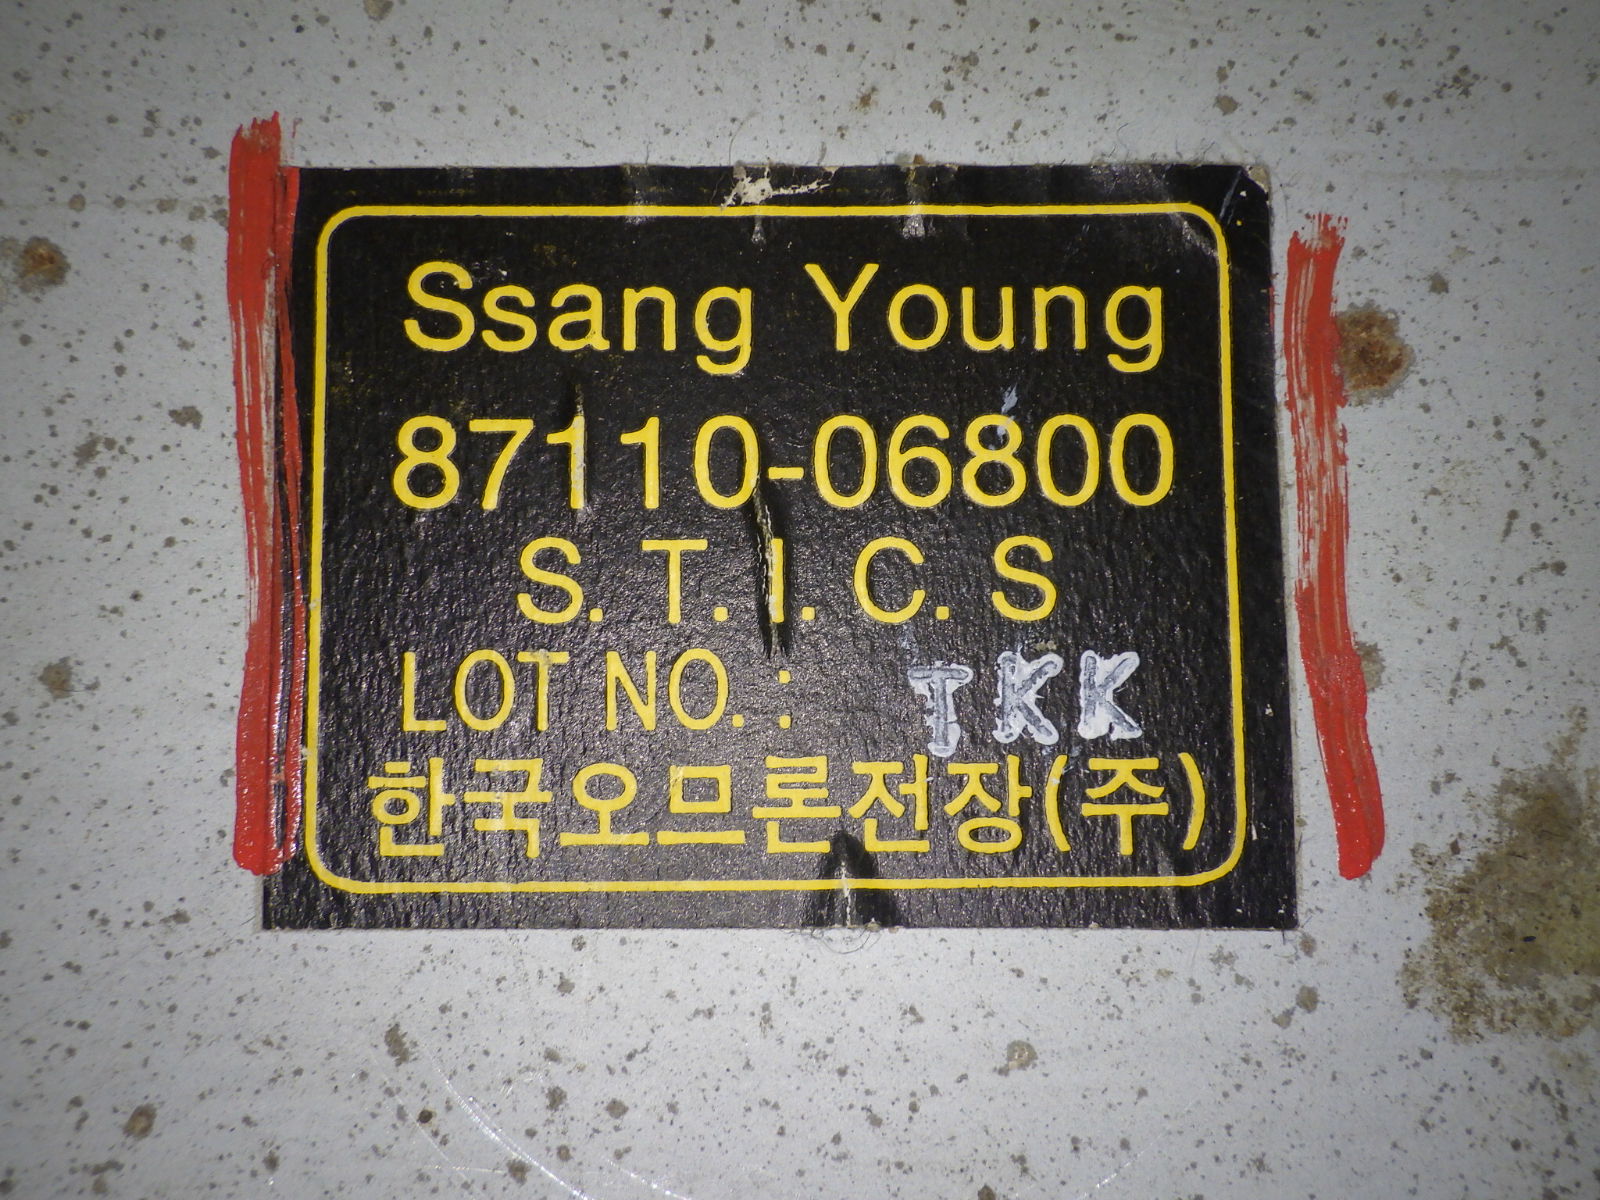 Ssang Young
87110-06800
S. T. I. C. S
LOT NO. : TKK
한국오므론전장(주)